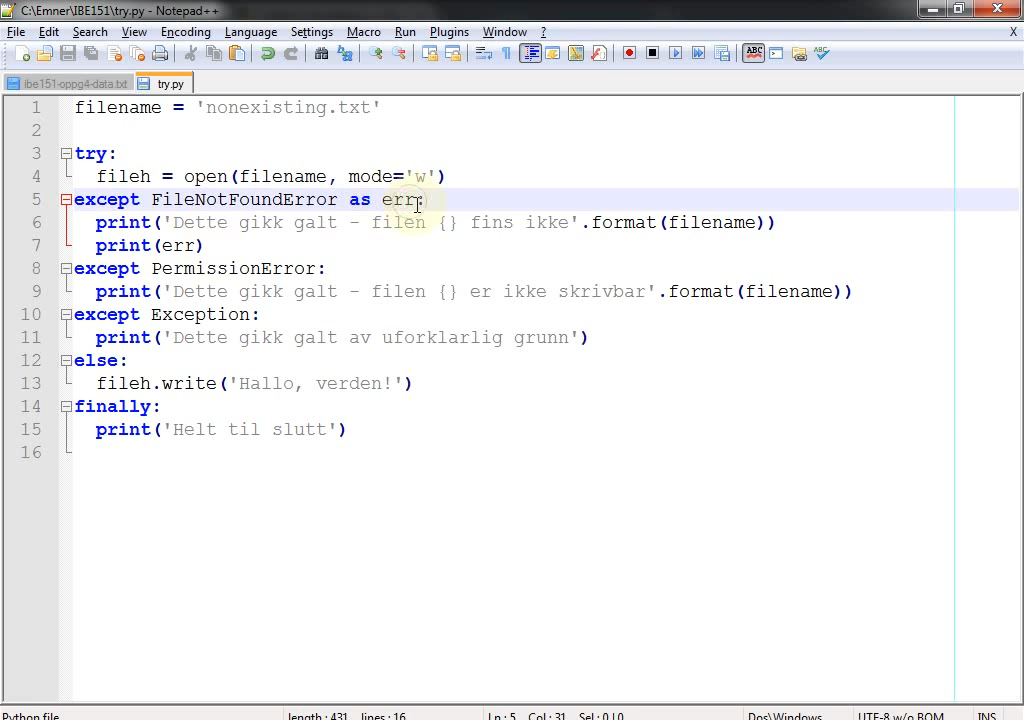 C:\Emner\IBE151\try.py - Notepad++
File Edit Search View Encoding Language Settings Macro Run Plugins Window ? X
ibe151-oppg4-data.txt try.py
1 filename = 'nonexisting.txt'
2
3 try:
4 fileh = open(filename, mode='w')
5 except FileNotFoundError as err:
6 print('Dette gikk galt - filen {} fins ikke'.format(filename))
7 print(err)
8 except PermissionError:
9 print('Dette gikk galt - filen {} er ikke skrivbar'.format(filename))
10 except Exception:
11 print('Dette gikk galt av uforklarlig grunn')
12 else:
13 fileh.write('Hallo, verden!')
14 finally:
15 print('Helt til slutt')
16
Python file length : 431 lines : 16 Ln : 5 Col : 31 Sel : 0 | 0 Dos\Windows UTF-8 w/o BOM INS